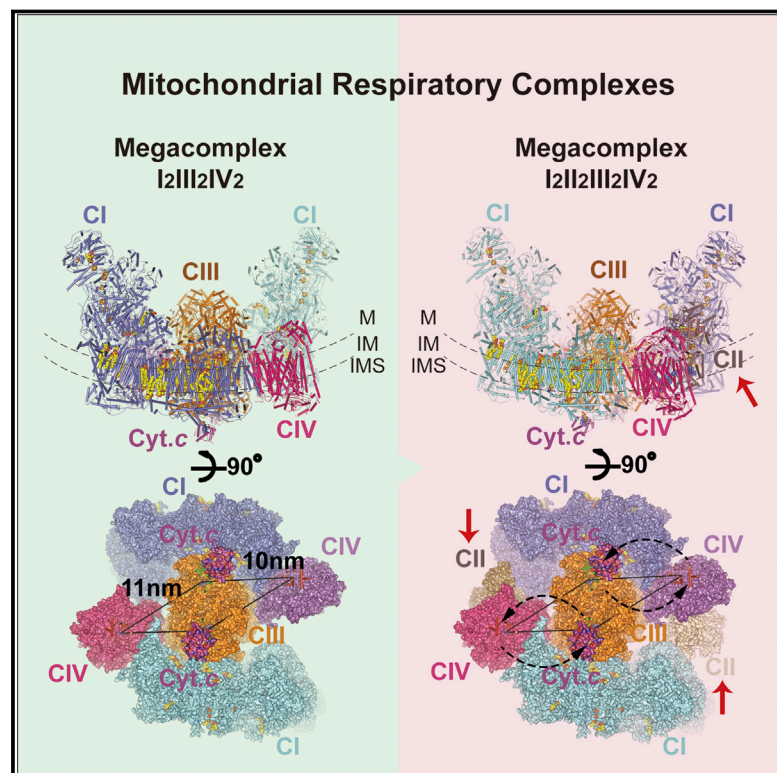 Mitochondrial Respiratory Complexes
Megacomplex
I2III2IV2
CI
CI
CIII
M
IM
IMS
Cyt.c
CIV
90°
CI
Cyt.c
CIV
10nm
11nm
CIII
CIV
Cyt.c
CI
Megacomplex
I2II2III2IV2
CI
CI
CIII
M
IM
IMS
CII
Cyt.c
CIV
90°
CI
Cyt.c
CIV
CII
CIII
CIV
Cyt.c
CII
CI